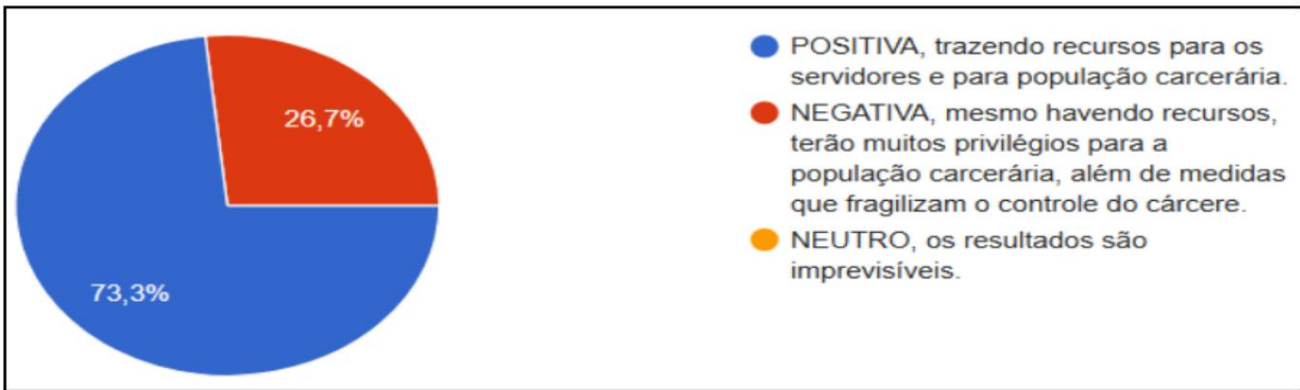 26,7%
73,3%
POSITIVA, trazendo recursos para os
servidores e para população carcerária.
NEGATIVA, mesmo havendo recursos,
terão muitos privilégios para a
população carcerária, além de medidas
que fragilizam o controle do cárcere.
NEUTRO, os resultados são
imprevisíveis.